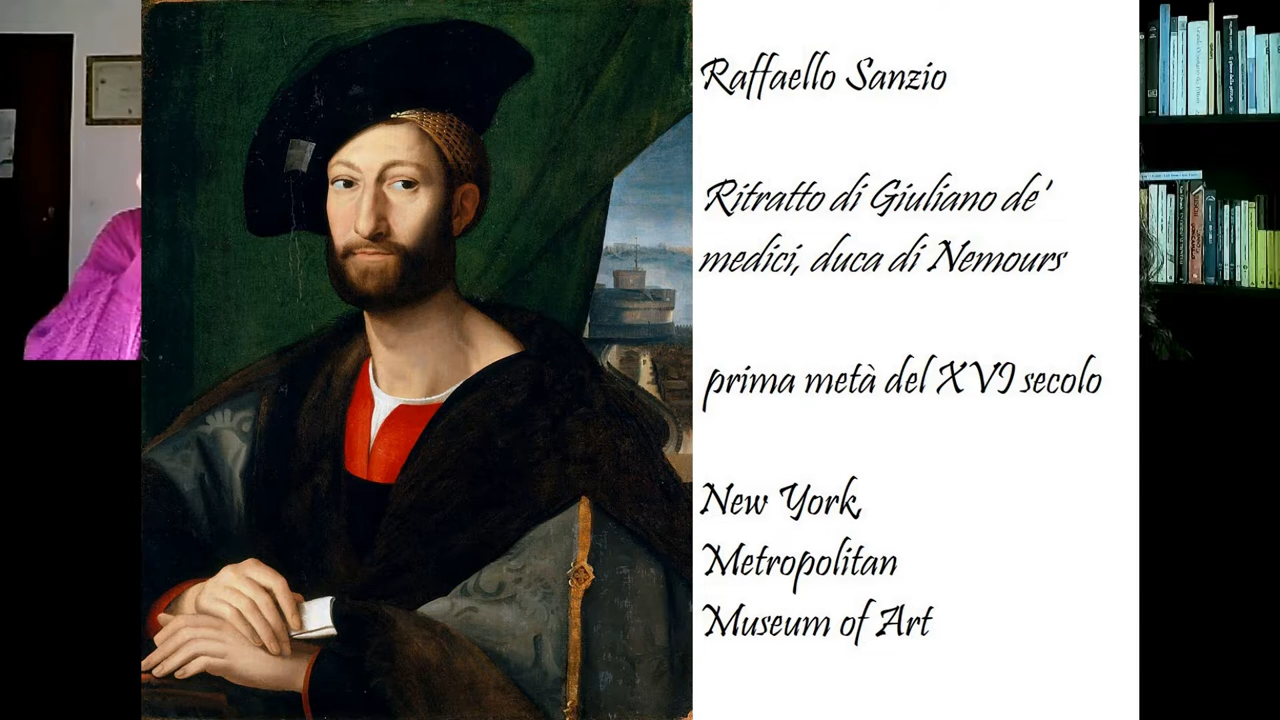 Raffaello Sanzio
Ritratto di Giuliano de'
medici, duca di Nemours
prima metà del XVI secolo
New York,
Metropolitan
Museum of Art